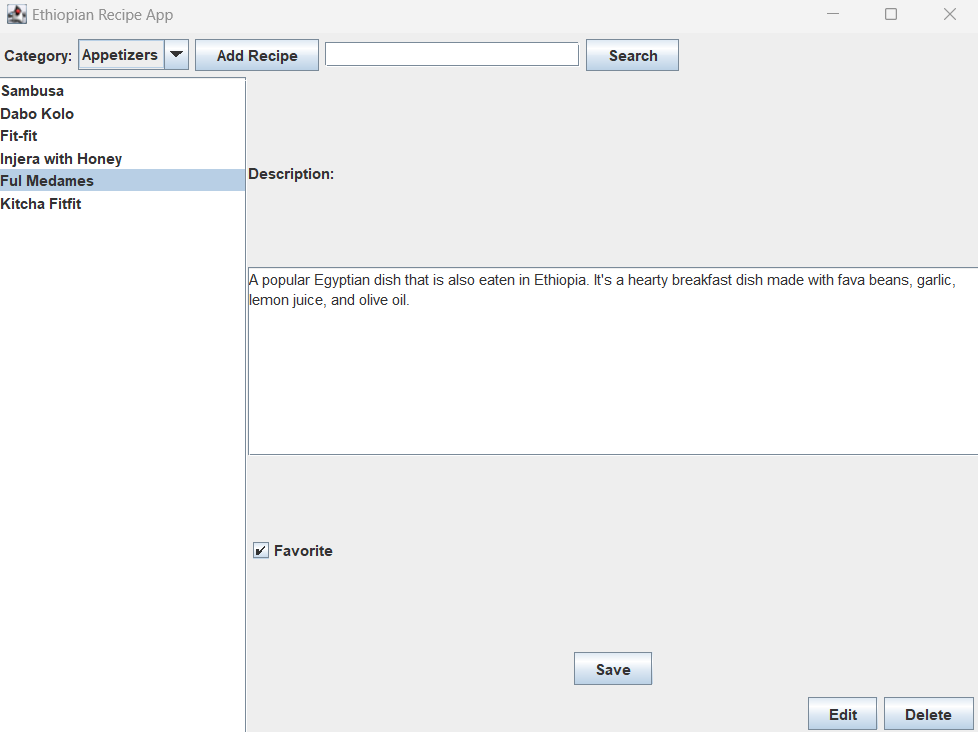 Ethiopian Recipe App
Category: Appetizers Add Recipe Search
Sambusa
Dabo Kolo
Fit-fit
Injera with Honey
Ful Medames
Kitcha Fitfit
Description:
A popular Egyptian dish that is also eaten in Ethiopia. It's a hearty breakfast dish made with fava beans, garlic,
lemon juice, and olive oil.
Favorite
Save
Edit Delete